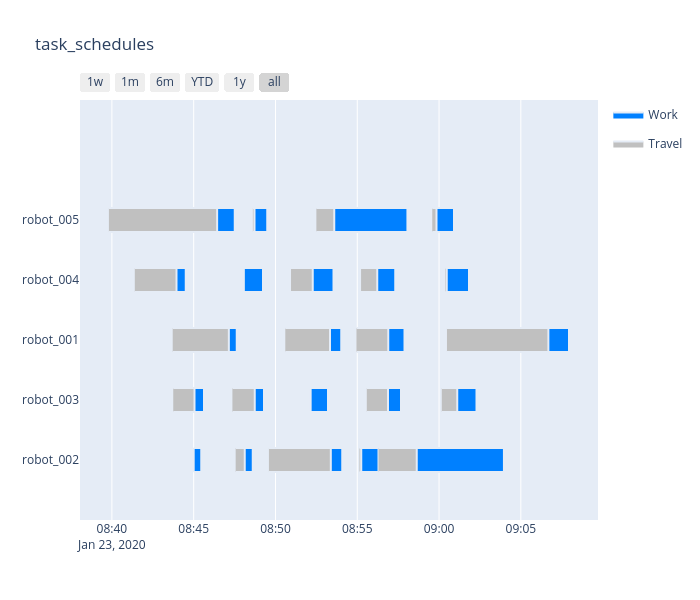 task_schedules
1w 1m 6m YTD 1y all
Work
Travel
robot_005
robot_004
robot_001
robot_003
robot_002
08:40 08:45 08:50 08:55 09:00 09:05
Jan 23, 2020